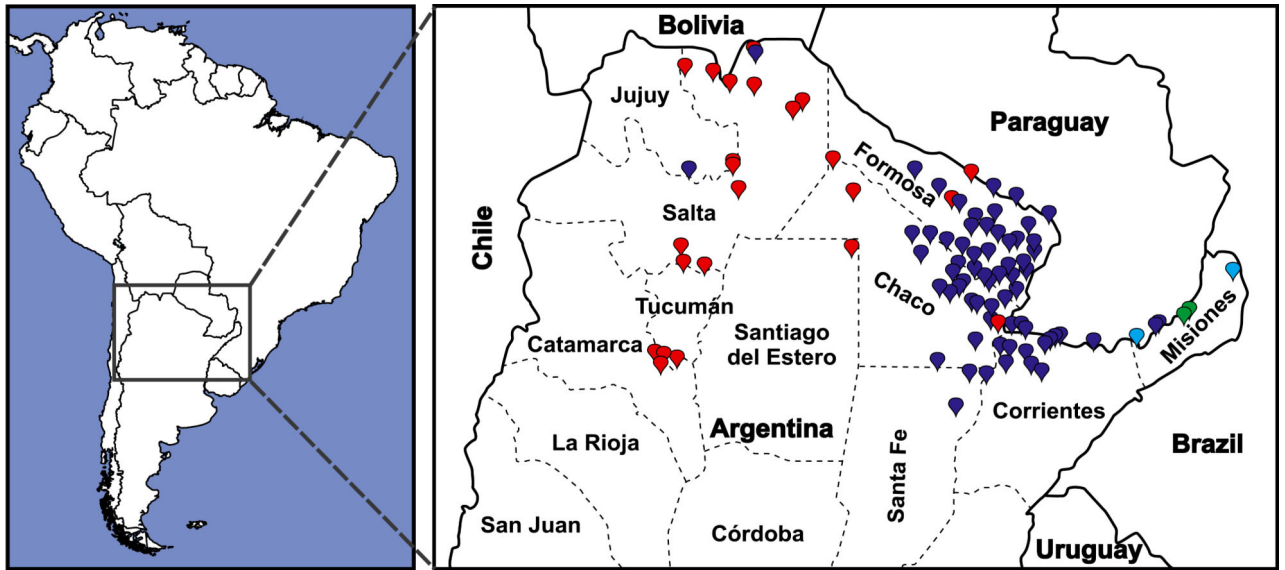 Bolivia
Jujuy
Paraguay
Formosa
Salta
Chile
Chaco
Tucumán
Misiones
Catamarca
Santiago
del Estero
Corrientes
Argentina
La Rioja
Brazil
Santa Fe
San Juan
Córdoba
Uruguay